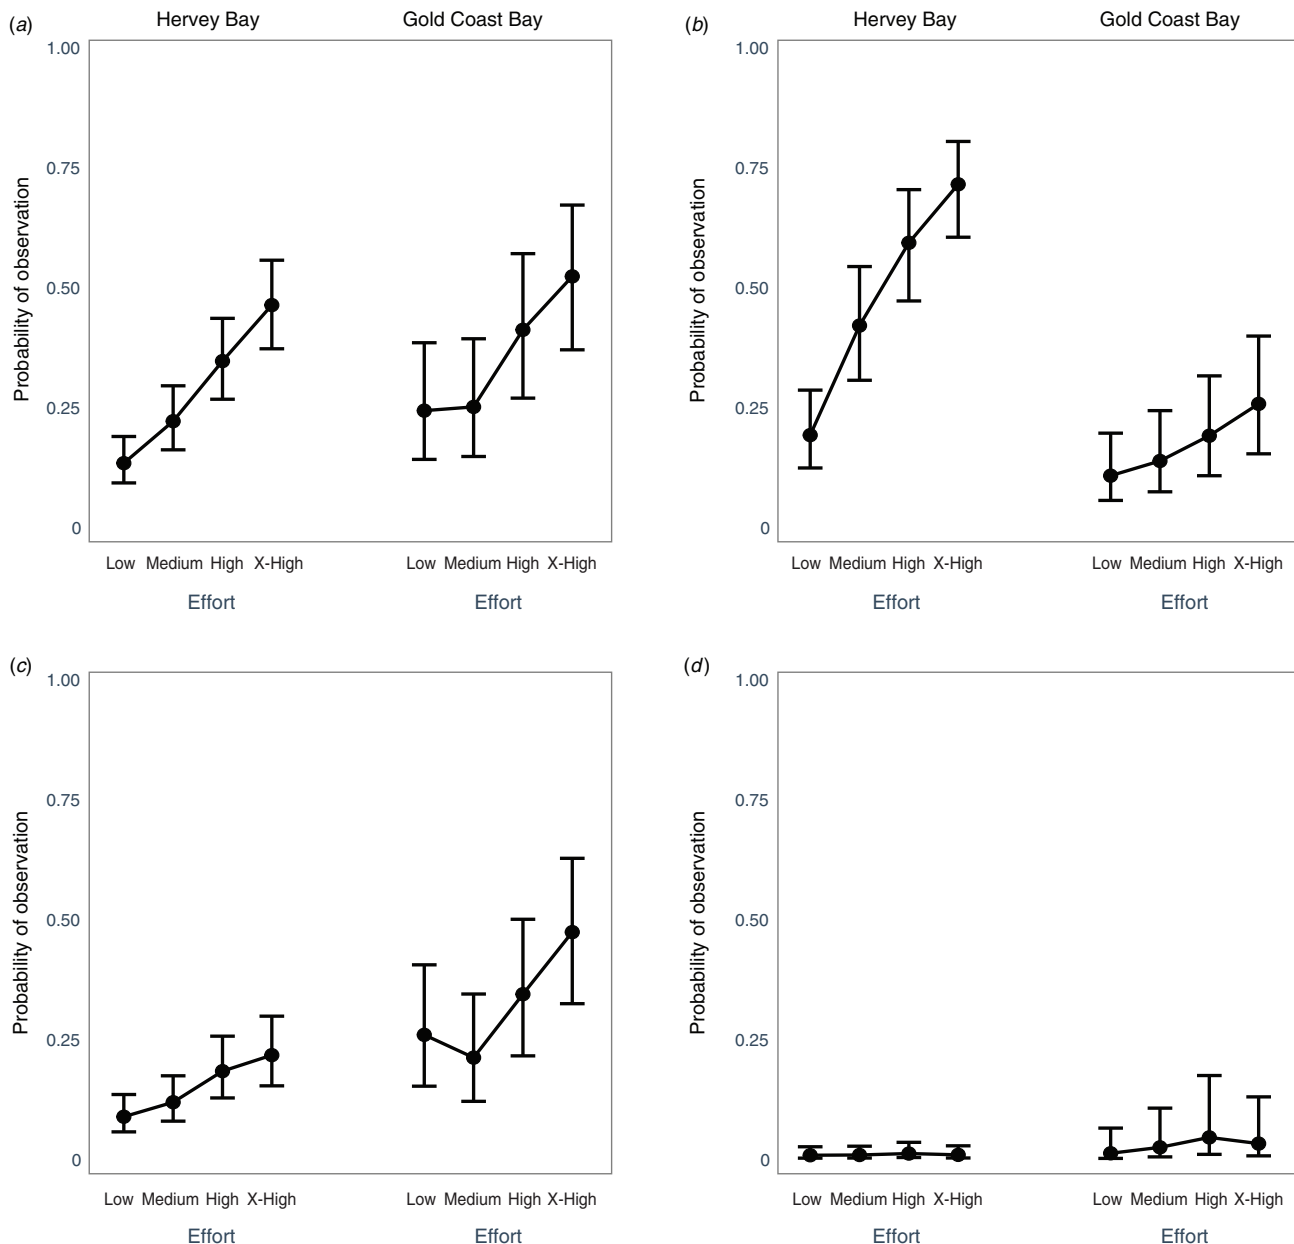 (a) Hervey Bay Gold Coast Bay
1.00
0.75
0.50
0.25
0
Probability of observation
Low Medium High X-High Low Medium High X-High
Effort Effort
(b) Hervey Bay Gold Coast Bay
1.00
0.75
0.50
0.25
0
Probability of observation
Low Medium High X-High Low Medium High X-High
Effort Effort
(c)
1.00
0.75
0.50
0.25
0
Probability of observation
Low Medium High X-High Low Medium High X-High
Effort Effort
(d)
1.00
0.75
0.50
0.25
0
Probability of observation
Low Medium High X-High Low Medium High X-High
Effort Effort